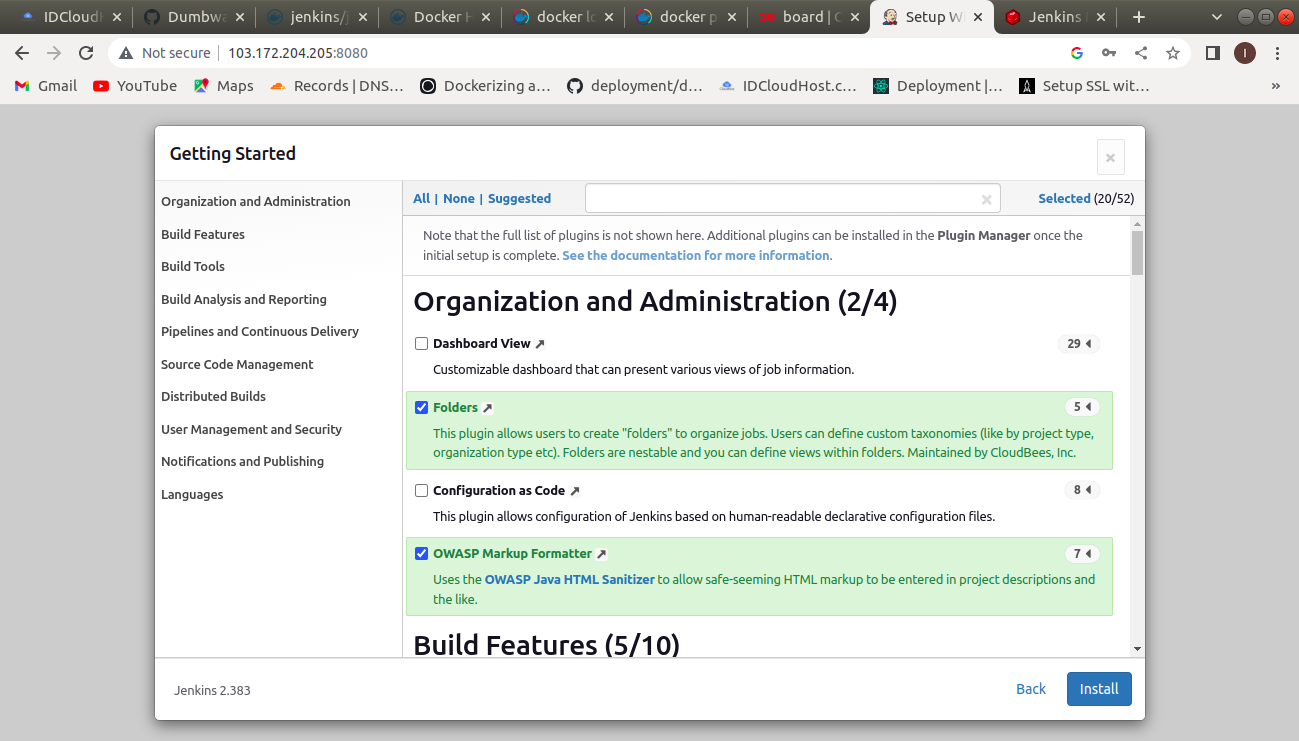 IDCloudH
Dumbwa
jenkins/j
Docker H
docker lo
docker p
board | C
Setup W
Jenkins
Not secure
103.172.204.205:8080
I
Gmail
YouTube
Maps
Records | DNS...
Dockerizing a...
deployment/d...
IDCloudHost.c...
Deployment |...
Setup SSL wit...
»
Getting Started
Organization and Administration
Build Features
Build Tools
Build Analysis and Reporting
Pipelines and Continuous Delivery
Source Code Management
Distributed Builds
User Management and Security
Notifications and Publishing
Languages
All | None | Suggested
Selected (20/52)
Note that the full list of plugins is not shown here. Additional plugins can be installed in the Plugin Manager once the
initial setup is complete. See the documentation for more information.
Organization and Administration (2/4)
Dashboard View
29
Customizable dashboard that can present various views of job information.
Folders
5
This plugin allows users to create "folders" to organize jobs. Users can define custom taxonomies (like by project type,
organization type etc). Folders are nestable and you can define views within folders. Maintained by CloudBees, Inc.
Configuration as Code
8
This plugin allows configuration of Jenkins based on human-readable declarative configuration files.
OWASP Markup Formatter
7
Uses the OWASP Java HTML Sanitizer to allow safe-seeming HTML markup to be entered in project descriptions and
the like.
Build Features (5/10)
Jenkins 2.383
Back
Install